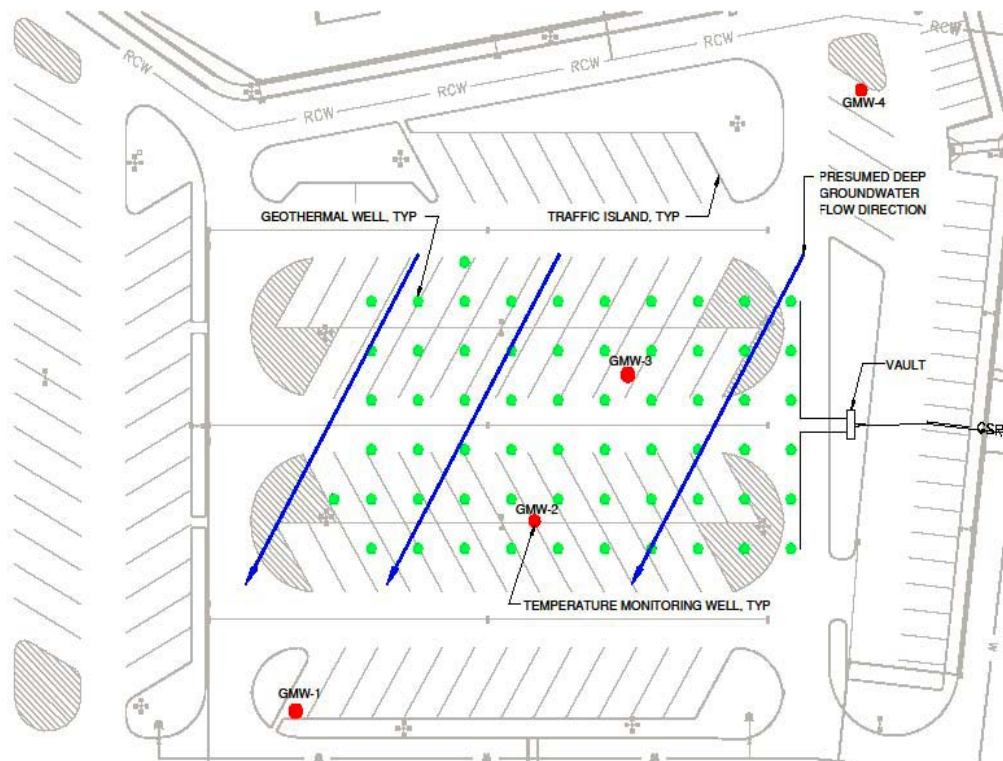 RCW
RCW
RCW
RCW
RCW
GMW-4
PRESUMED DEEP
GROUNDWATER
FLOW DIRECTION
GEOTHERMAL WELL, TYP
TRAFFIC ISLAND, TYP
GMW-3
VAULT
GMW-2
TEMPERATURE MONITORING WELL, TYP
GMW-1
W